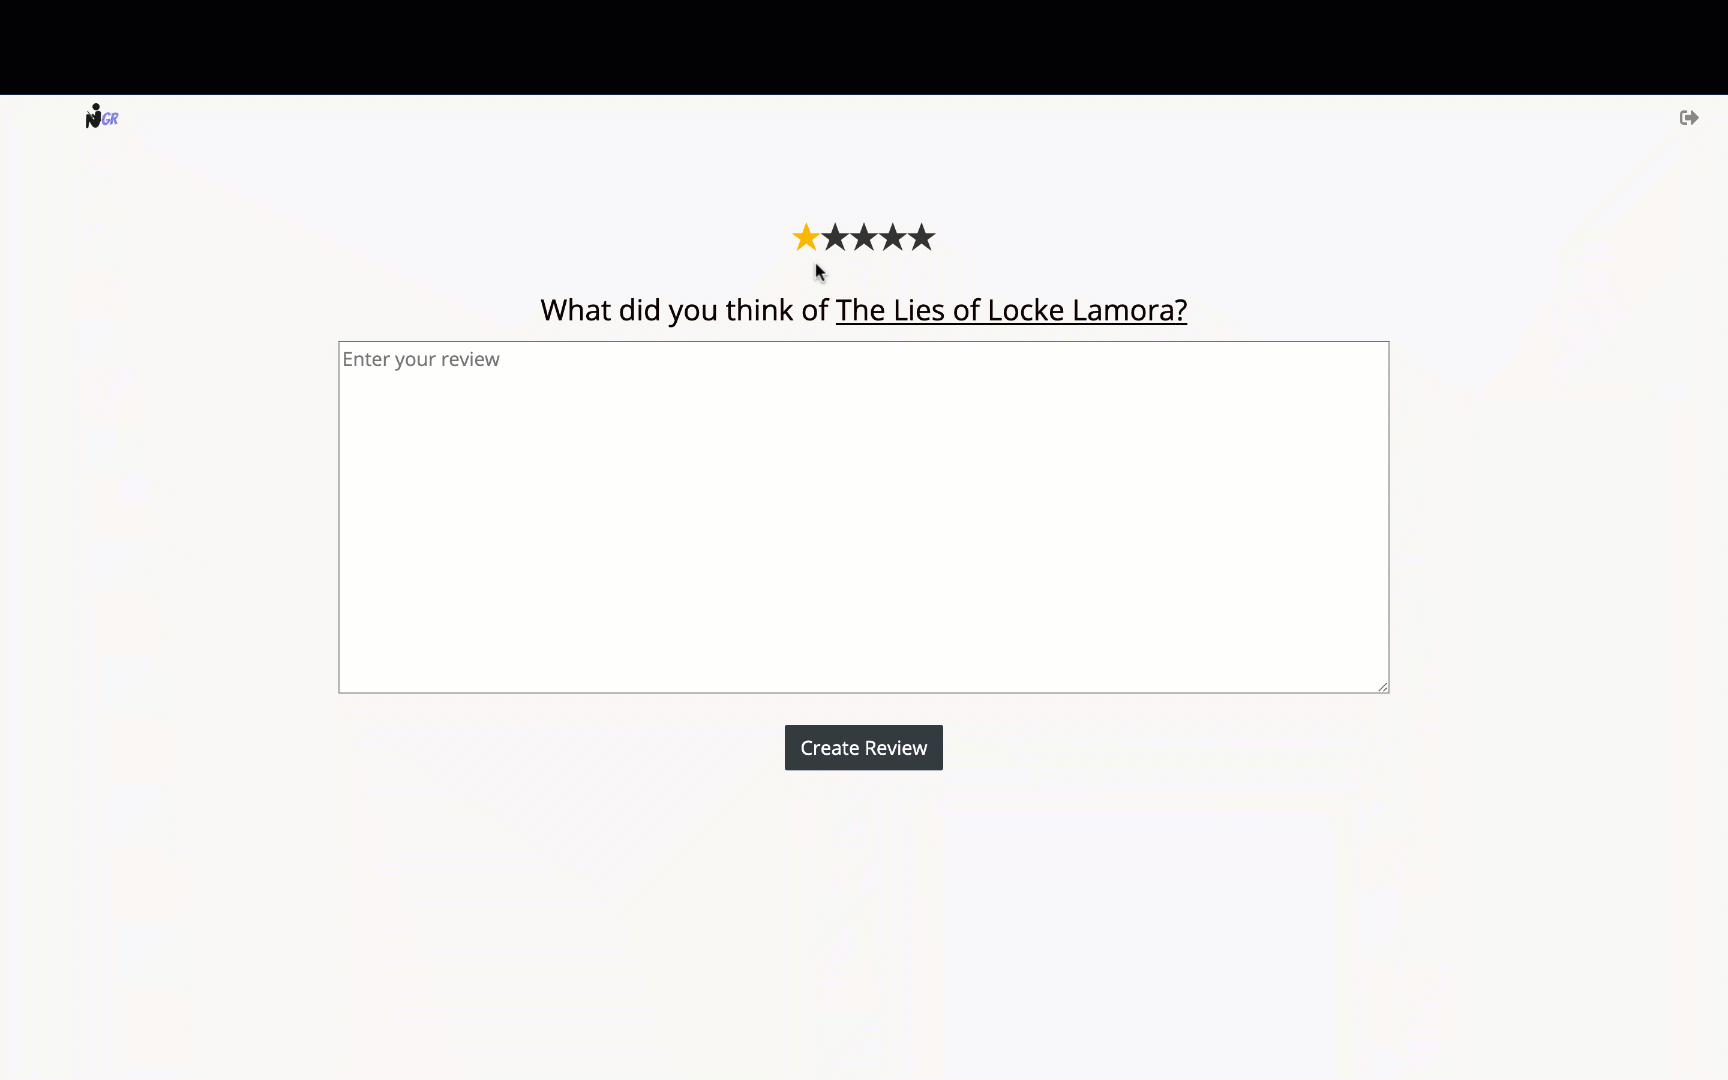 GR
What did you think of The Lies of Locke Lamora?
Enter your review
Create Review